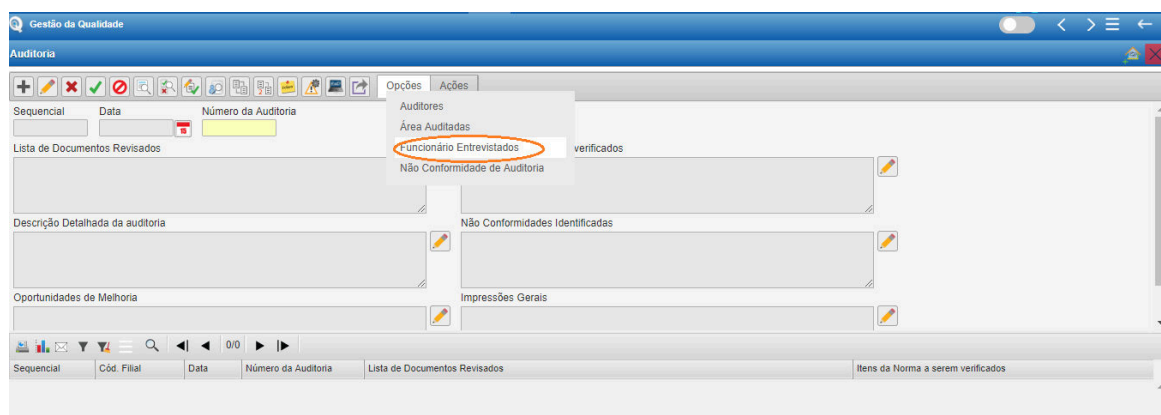 Gestão da Qualidade
Auditoria
Opções Ações
Sequencial Data Número da Auditoria
Auditores
Área Auditadas
Funcionário Entrevistados
Não Conformidade de Auditoria
Lista de Documentos Revisados verificados
Descrição Detalhada da auditoria Não Conformidades Identificadas
Oportunidades de Melhoria Impressões Gerais
0/0
Sequencial Cód. Filial Data Número da Auditoria Lista de Documentos Revisados Itens da Norma a serem verificados